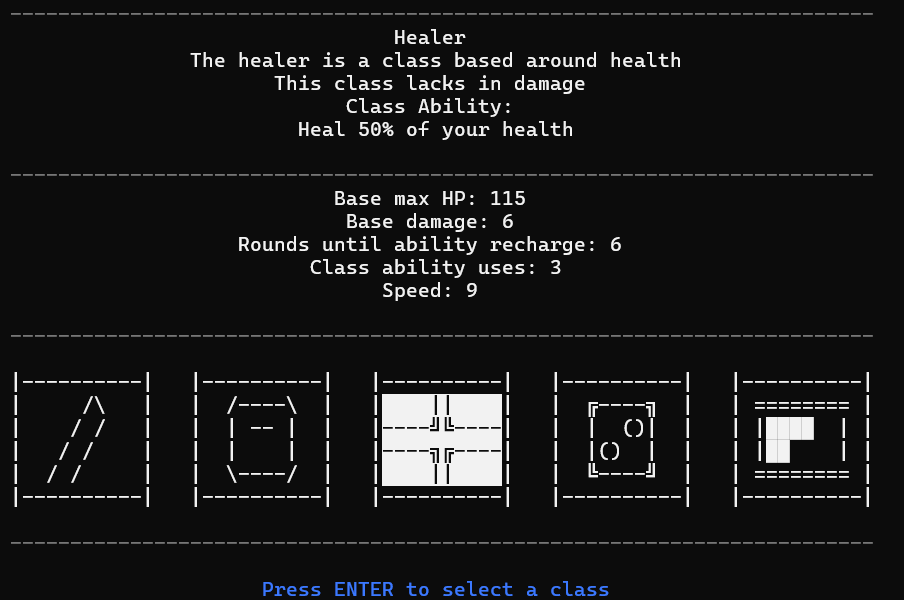 Healer
The healer is a class based around health
This class lacks in damage
Class Ability:
Heal 50% of your health
Base max HP: 115
Base damage: 6
Rounds until ability recharge: 6
Class ability uses: 3
Speed: 9
Press ENTER to select a class